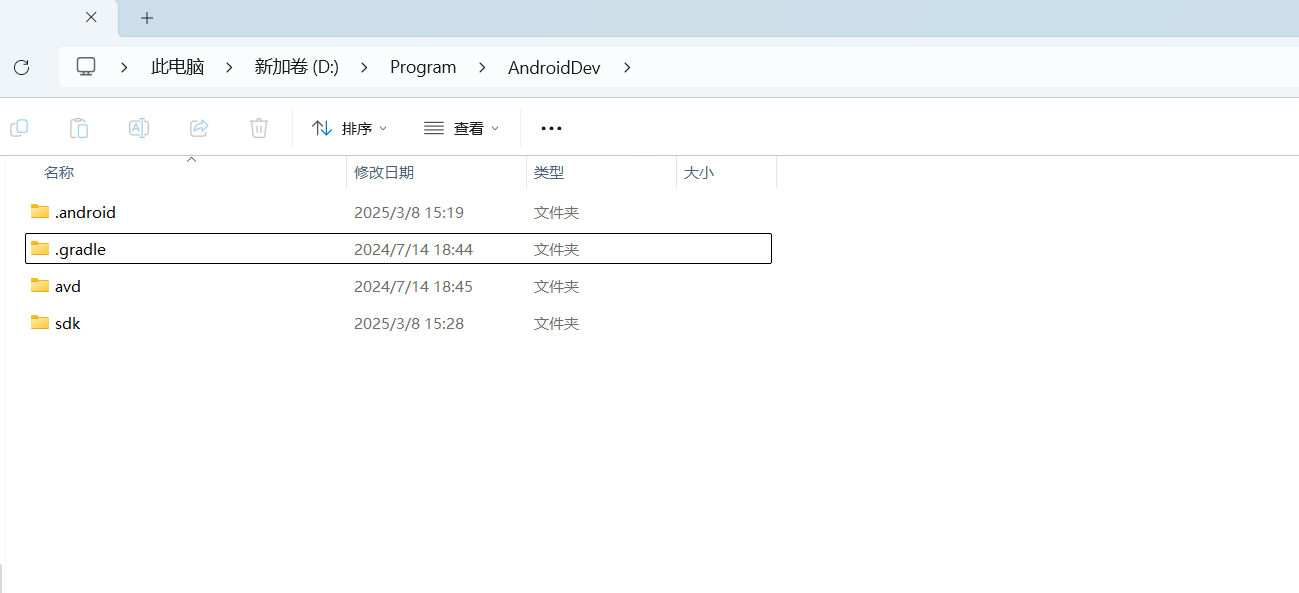 此电脑 新加卷 (D:) Program AndroidDev
排序 查看
名称 修改日期 类型 大小
.android 2025/3/8 15:19 文件夹
.gradle 2024/7/14 18:44 文件夹
avd 2024/7/14 18:45 文件夹
sdk 2025/3/8 15:28 文件夹